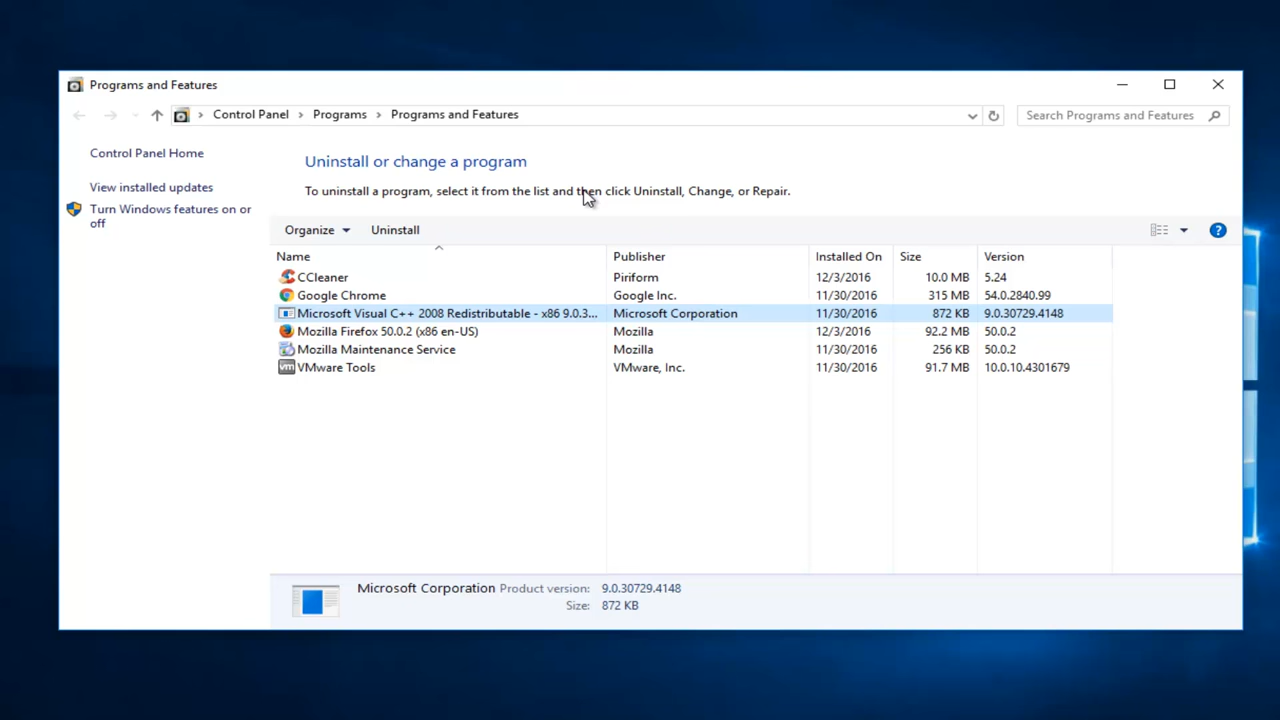 Programs and Features
Control Panel > Programs > Programs and Features
Search Programs and Features
Control Panel Home
View installed updates
Turn Windows features on or
off
Uninstall or change a program
To uninstall a program, select it from the list and then click Uninstall, Change, or Repair.
Organize Uninstall
Name Publisher Installed On Size Version
CCleaner Piriform 12/3/2016 10.0 MB 5.24
Google Chrome Google Inc. 11/30/2016 315 MB 54.0.2840.99
Microsoft Visual C++ 2008 Redistributable - x86 9.0.3... Microsoft Corporation 11/30/2016 872 KB 9.0.30729.4148
Mozilla Firefox 50.0.2 (x86 en-US) Mozilla 12/3/2016 92.2 MB 50.0.2
Mozilla Maintenance Service Mozilla 11/30/2016 256 KB 50.0.2
vm VMware Tools VMware, Inc. 11/30/2016 91.7 MB 10.0.10.4301679
Microsoft Corporation Product version: 9.0.30729.4148
Size: 872 KB